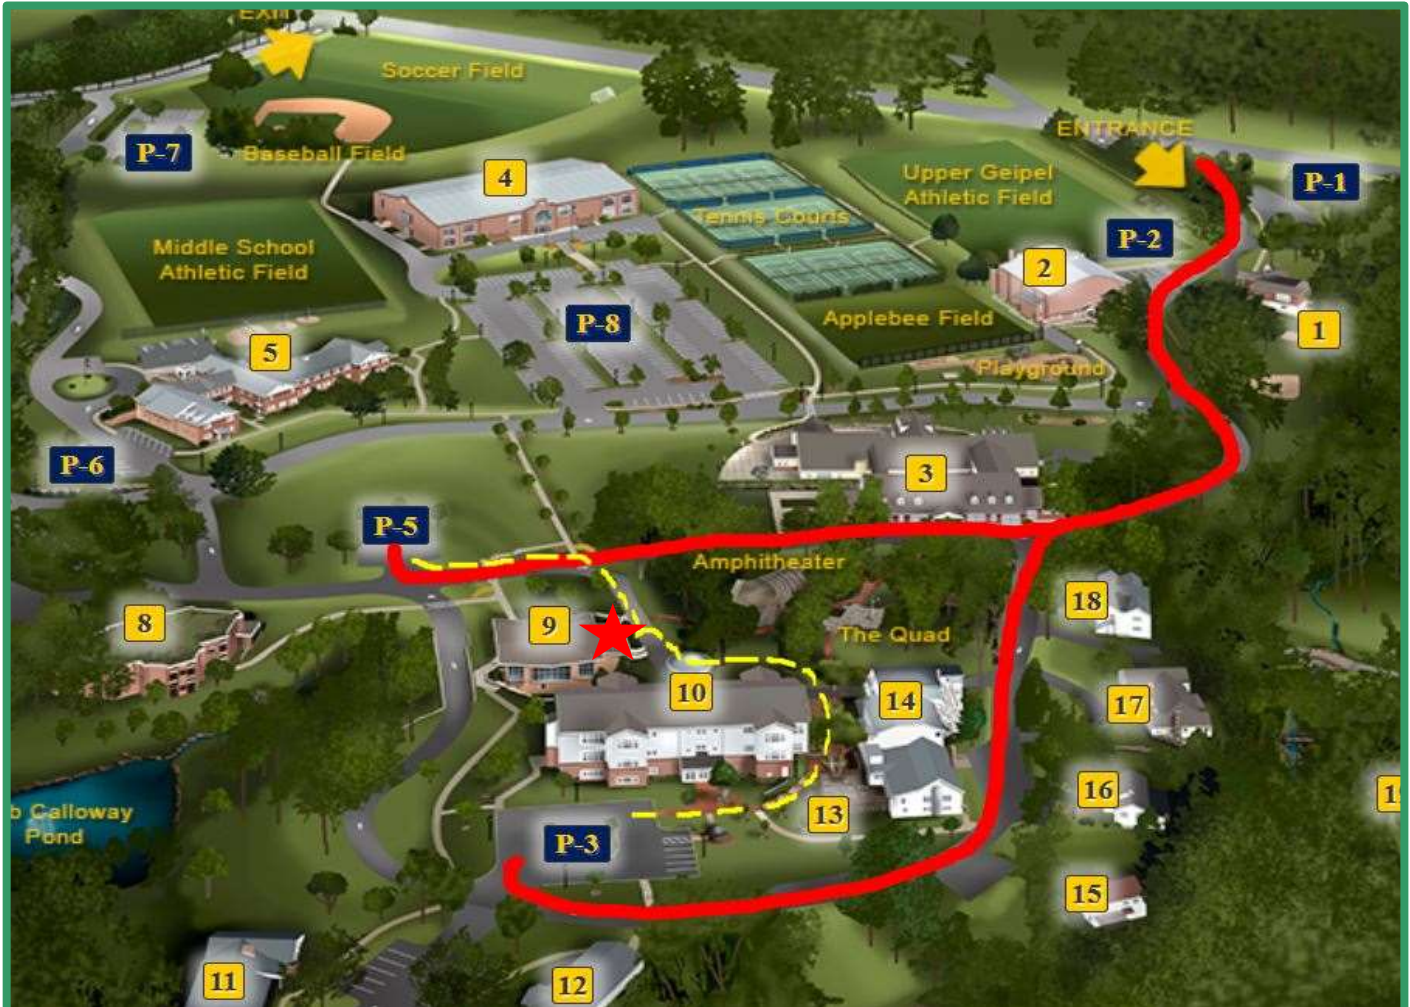 EXIT
Soccer Field
ENTRANCE
P-7
Baseball Field
4
Upper Geipel
Athletic Field
P-1
Tennis Courts
P-2
Middle School
Athletic Field
2
P-8
Applebee Field
1
5
Playground
P-6
3
P-5
Amphitheater
18
8
9
The Quad
10
14
17
16
b Calloway
Pond
13
P-3
15
11
12